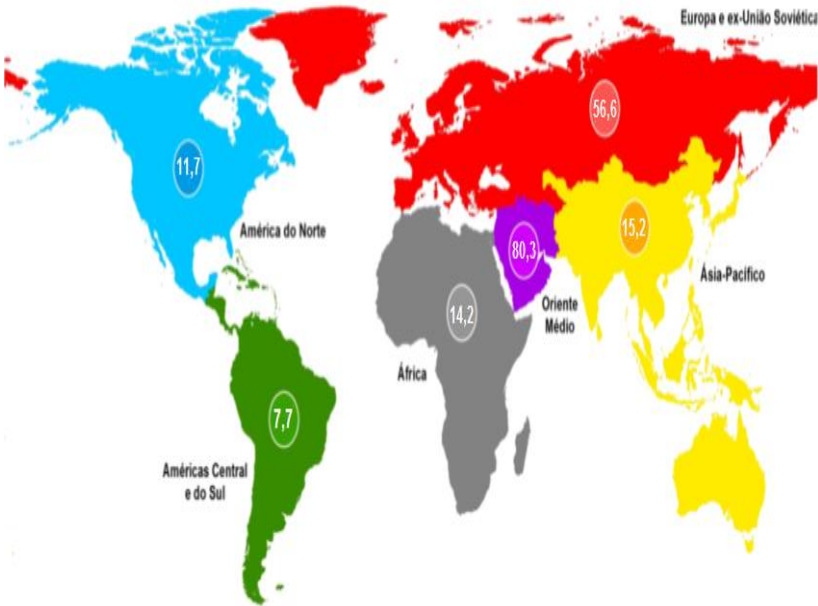 Europa e ex-União Soviética
56,6
11,7
América do Norte
15,2
80,3
Ásia-Pacífico
Oriente
Médio
14,2
África
7,7
Américas Central
e do Sul